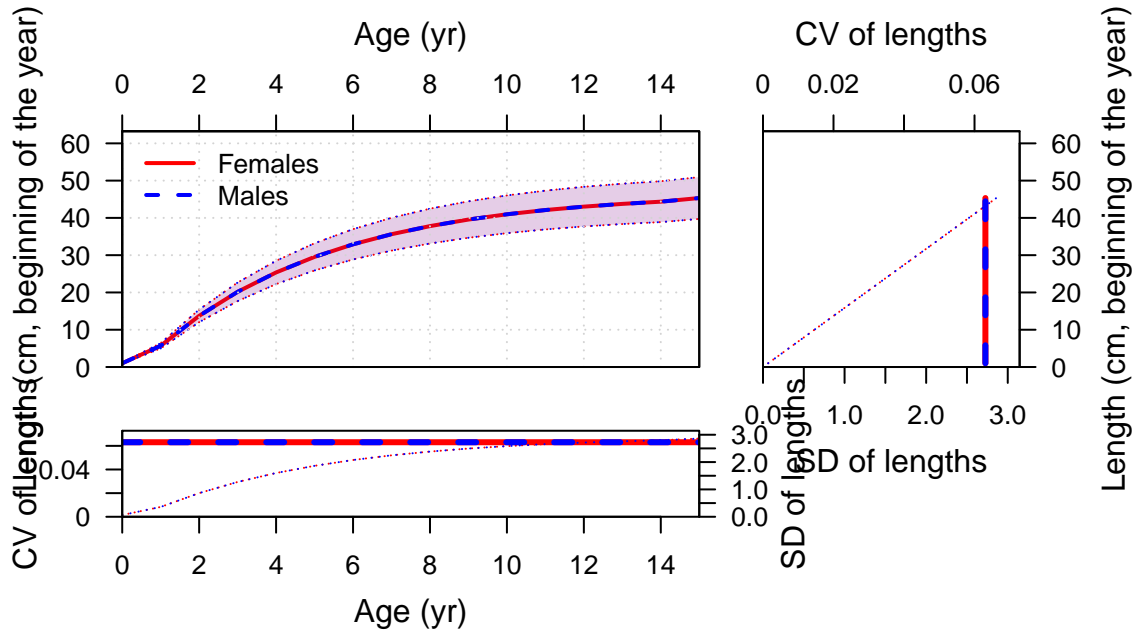 Age (yr)
0 2 4 6 8 10 12 14
Length (cm, beginning of the year)
60
50
40
30
20
10
0
Females
Males
CV of lengths
0 0.02 0.06
60
50
40
30
20
10
0
Length (cm, beginning of the year)
0.0 1.0 2.0 3.0
SD of lengths
CV of lengths
0.04
0
3.0
2.0
1.0
0.0
SD of lengths
0 2 4 6 8 10 12 14
Age (yr)